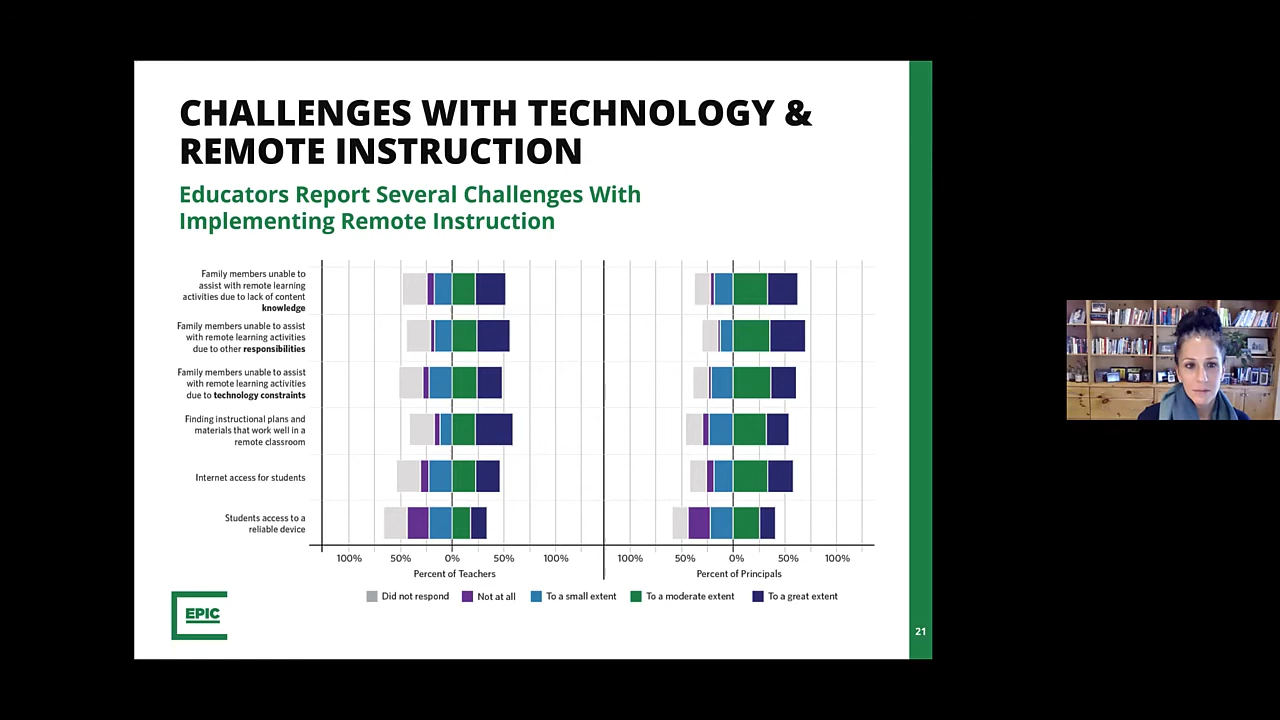 CHALLENGES WITH TECHNOLOGY &
REMOTE INSTRUCTION
Educators Report Several Challenges With
Implementing Remote Instruction
Family members unable to
assist with remote learning
activities due to lack of content
knowledge
Family members unable to assist
with remote learning activities
due to other responsibilities
Family members unable to assist
with remote learning activities
due to technology constraints
Finding instructional plans and
materials that work well in a
remote classroom
Internet access for students
Students access to a
reliable device
100% 50% 0% 50% 100% 100% 50% 0% 50% 100%
Percent of Teachers Percent of Principals
Did not respond Not at all To a small extent To a moderate extent To a great extent
EPIC
21